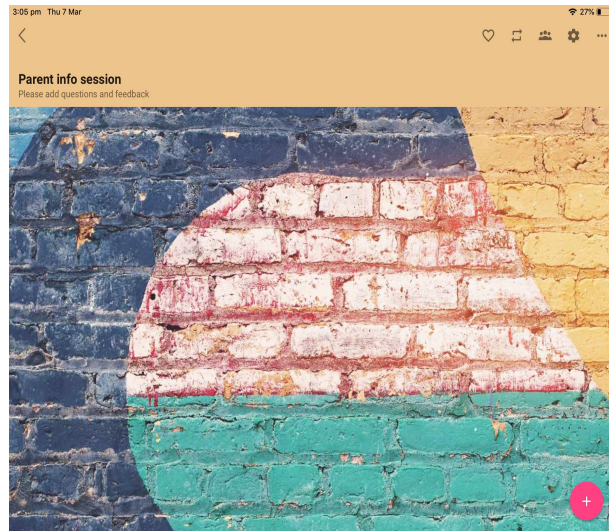 3:05 pm Thu 7 Mar
27%
Parent info session
Please add questions and feedback